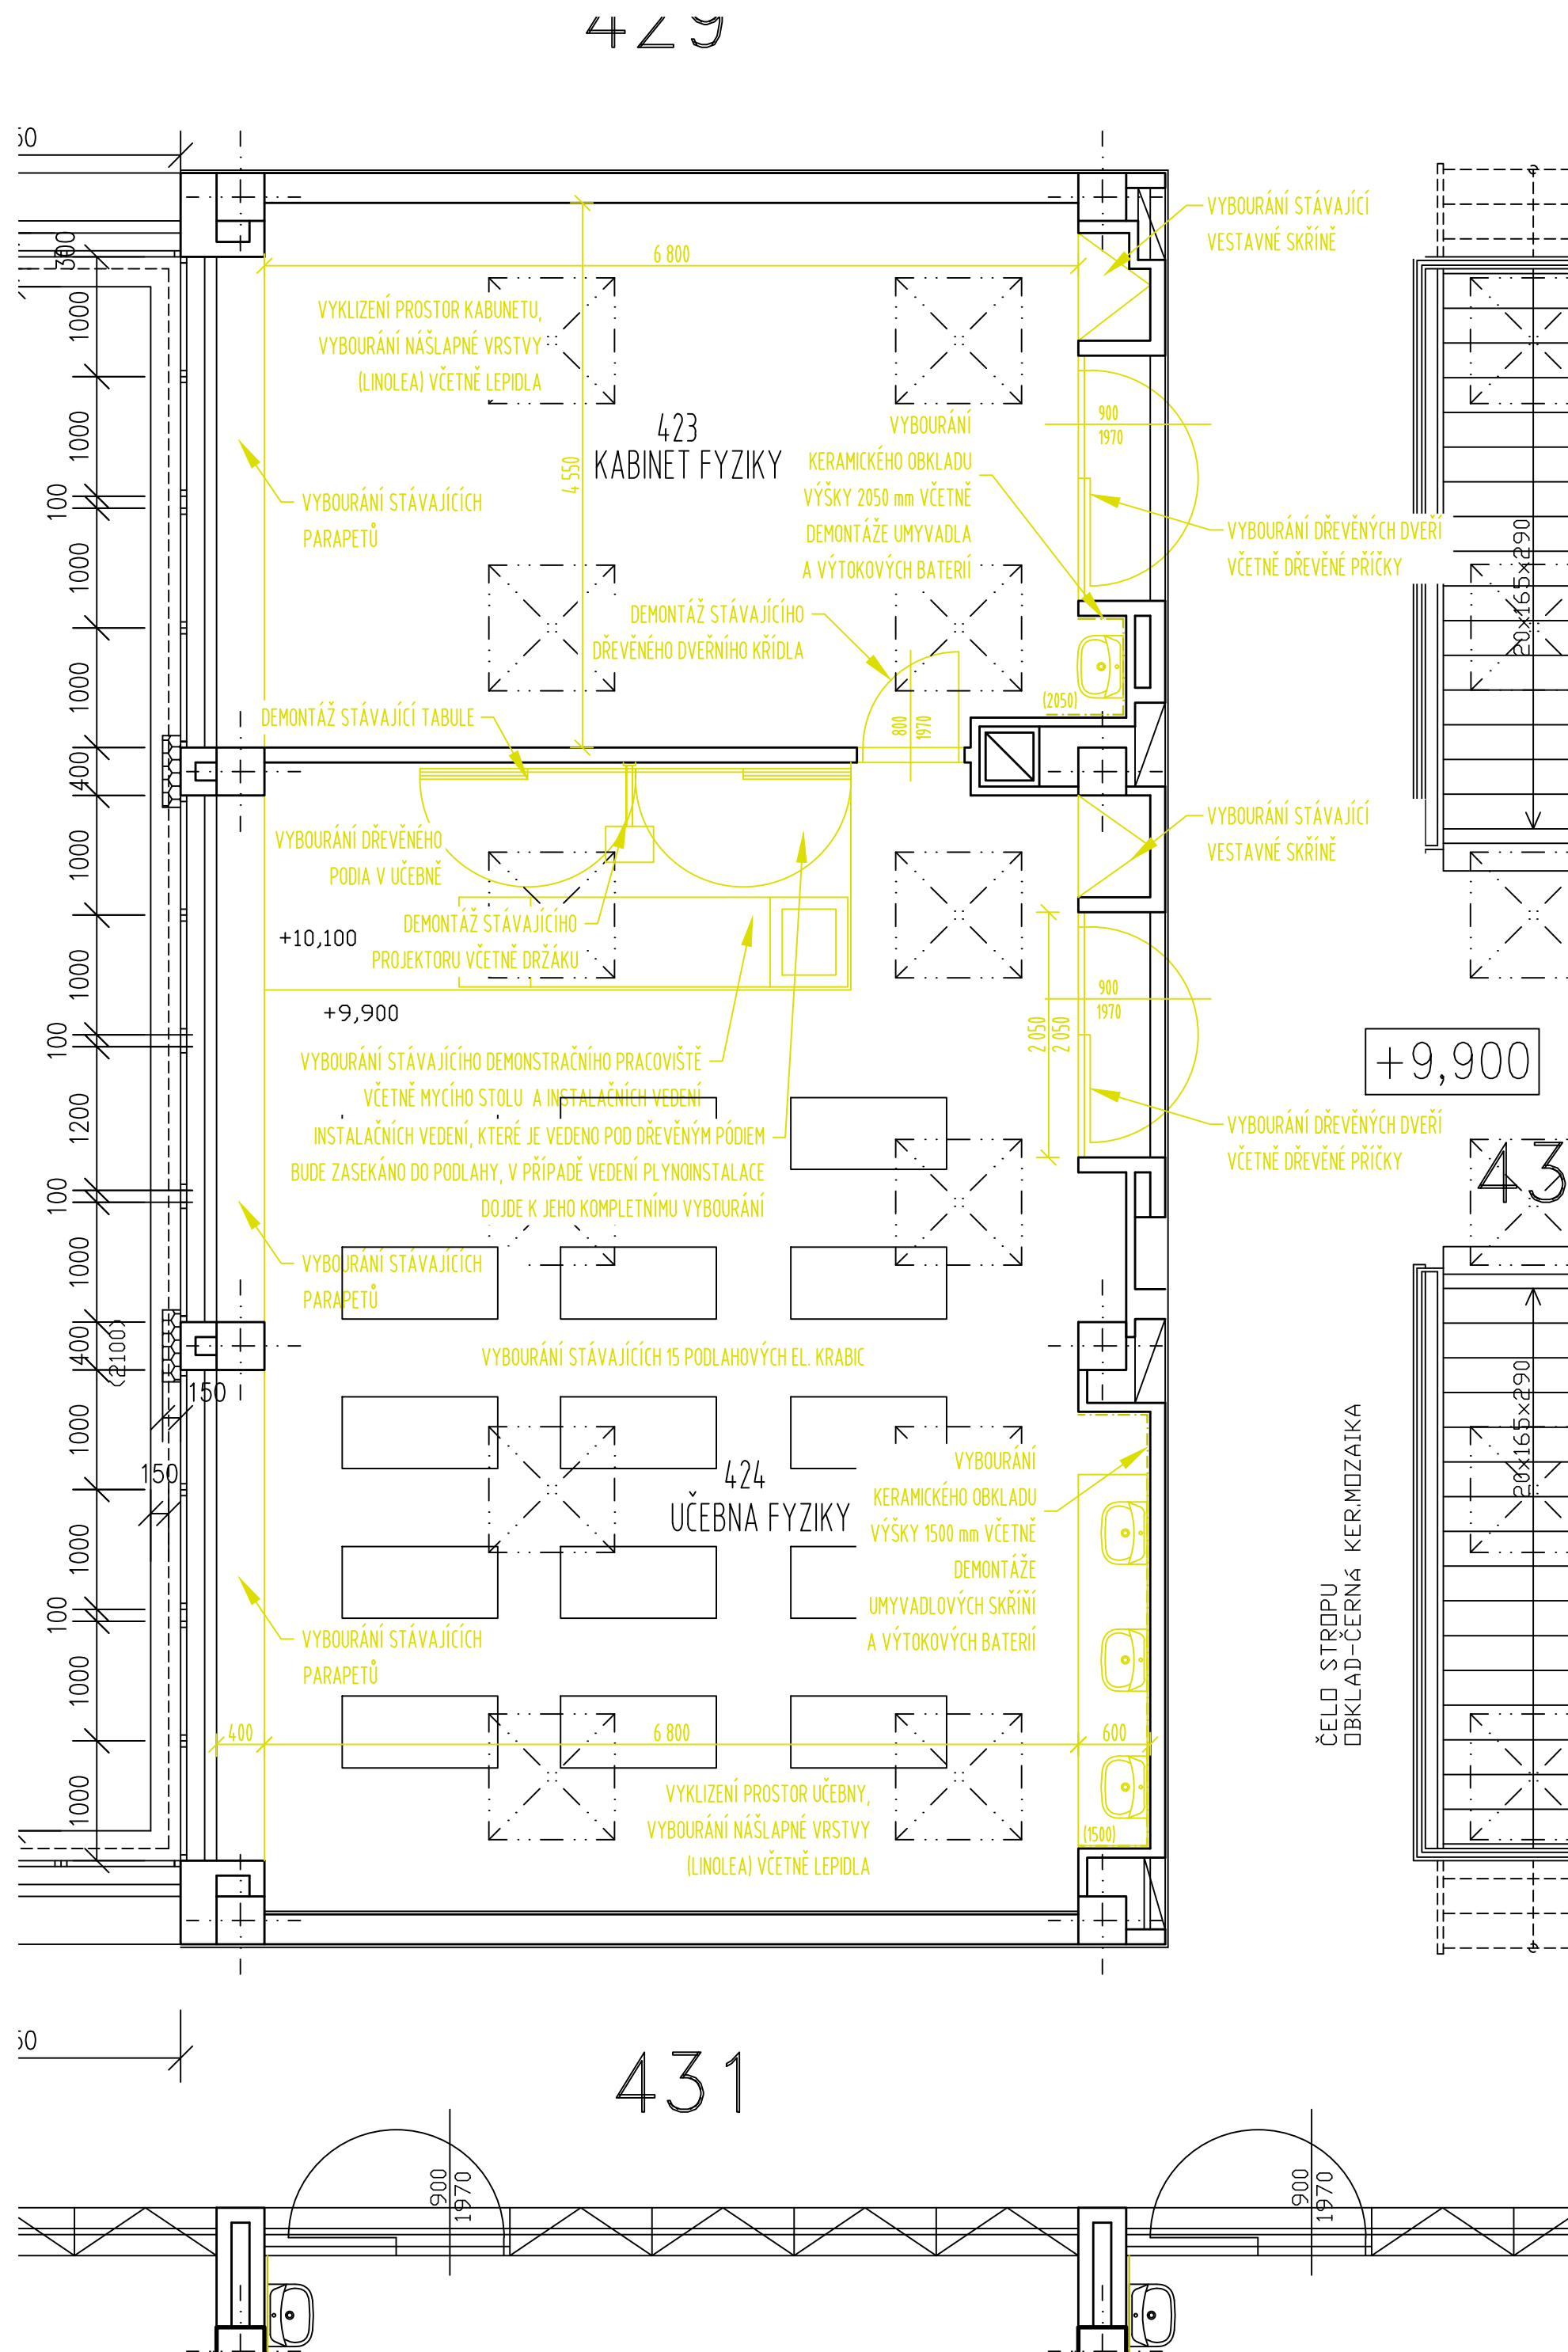 429
50
300
1000
1000
100
1000
1000
400
1000
1000
100
1200
100
1000
400
(2100)
150
1000
150
1000
100
1000
1000
VYBOURÁNÍ STÁVAJÍCÍ
VESTAVNÉ SKŘÍNĚ
6 800
VYKLIZENÍ PROSTOR KABUNETU,
VYBOURÁNÍ NÁŠLAPNÉ VRSTVY
(LINOLEA) VČETNĚ LEPIDLA
423
KABINET FYZIKY
4 550
VYBOURÁNÍ
KERAMICKÉHO OBKLADU
VÝŠKY 2050 mm VČETNĚ
DEMONTÁŽE UMYVADLA
A VÝTOKOVÝCH BATERIÍ
900
1970
VYBOURÁNÍ STÁVAJÍCÍCH
PARAPETŮ
VYBOURÁNÍ DŘEVĚNÝCH DVEŘÍ
VČETNĚ DŘEVĚNÉ PŘÍČKY
20x165x290
DEMONTÁŽ STÁVAJÍCÍHO
DŘEVĚNÉHO DVEŘNÍHO KŘÍDLA
(2050)
800
1970
DEMONTÁŽ STÁVAJÍCÍ TABULE
VYBOURÁNÍ STÁVAJÍCÍ
VESTAVNÉ SKŘÍNĚ
VYBOURÁNÍ DŘEVĚNÉHO
PODIA V UČEBNĚ
DEMONTÁŽ STÁVAJÍCÍHO
PROJEKTORU VČETNĚ DRŽÁKU
+10,100
+9,900
900
1970
2 050
2 050
+9,900
VYBOURÁNÍ STÁVAJÍCÍHO DEMONSTRAČNÍHO PRACOVIŠTĚ
VČETNĚ MYCÍHO STOLU A INSTALAČNÍCH VEDENÍ
INSTALAČNÍCH VEDENÍ, KTERÉ JE VEDENO POD DŘEVĚNÝM PÓDIEM
BUDE ZASEKÁNO DO PODLAHY, V PŘÍPADĚ VEDENÍ PLYNOINSTALACE
DOJDE K JEHO KOMPLETNÍMU VYBOURÁNÍ
VYBOURÁNÍ DŘEVĚNÝCH DVEŘÍ
VČETNĚ DŘEVĚNÉ PŘÍČKY
43
VYBOURÁNÍ STÁVAJÍCÍCH
PARAPETŮ
VYBOURÁNÍ STÁVAJÍCÍCH 15 PODLAHOVÝCH EL. KRABIC
424
UČEBNA FYZIKY
VYBOURÁNÍ
KERAMICKÉHO OBKLADU
VÝŠKY 1500 mm VČETNĚ
DEMONTÁŽE
UMYVADLOVÝCH SKŘÍNÍ
A VÝTOKOVÝCH BATERIÍ
20x165x290
ČELO STROPU
OBKLAD-ČERNÁ KER.MOZAIKA
VYBOURÁNÍ STÁVAJÍCÍCH
PARAPETŮ
400
6 800
600
VYKLIZENÍ PROSTOR UČEBNY,
VYBOURÁNÍ NÁŠLAPNÉ VRSTVY
(LINOLEA) VČETNĚ LEPIDLA
(1500)
50
431
900
1970
900
1970